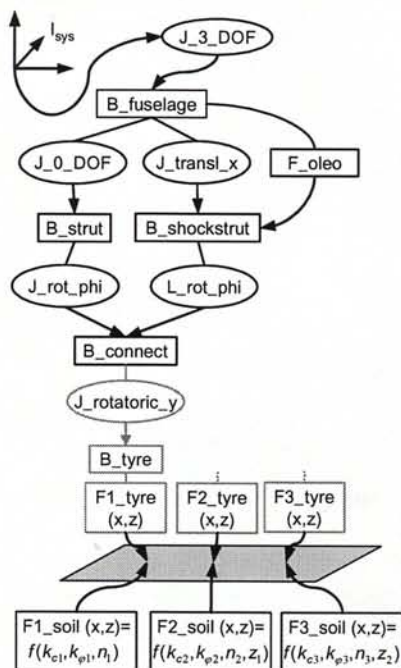 I_sys
J_3_DOF
B_fuselage
J_0_DOF
J_transl_x
F_oleo
B_strut
B_shockstrut
J_rot_phi
L_rot_phi
B_connect
J_rotatoric_y
B_tyre
F1_tyre
(x,z)
F2_tyre
(x,z)
F3_tyre
(x,z)
F1_soil (x,z)=
f(k_c1,k_φ1,n_1)
F2_soil (x,z)=
f(k_c2,k_φ2,n_2,z_1)
F3_soil (x,z)=
f(k_c3,k_φ3,n_3,z_2)